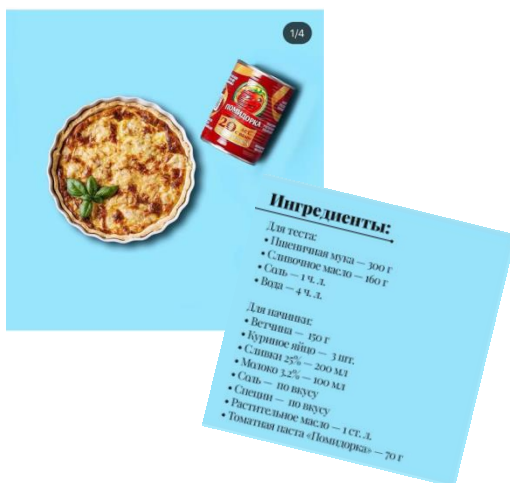 1/4
ПОМИДОРКА
20
Ингредиенты:
Для теста:
• Пшеничная мука — 300 г
• Сливочное масло — 160 г
• Соль — 1 ч. л.
• Вода — 4 ч. л.
Для начинки:
• Ветчина — 150 г
• Куриное яйцо — 3 шт.
• Сливки 25% — 200 мл
• Молоко 3,2% — 100 мл
• Соль — по вкусу
• Специи — по вкусу
• Растительное масло — 1 ст. л.
• Томатная паста «Помидорка» — 70 г